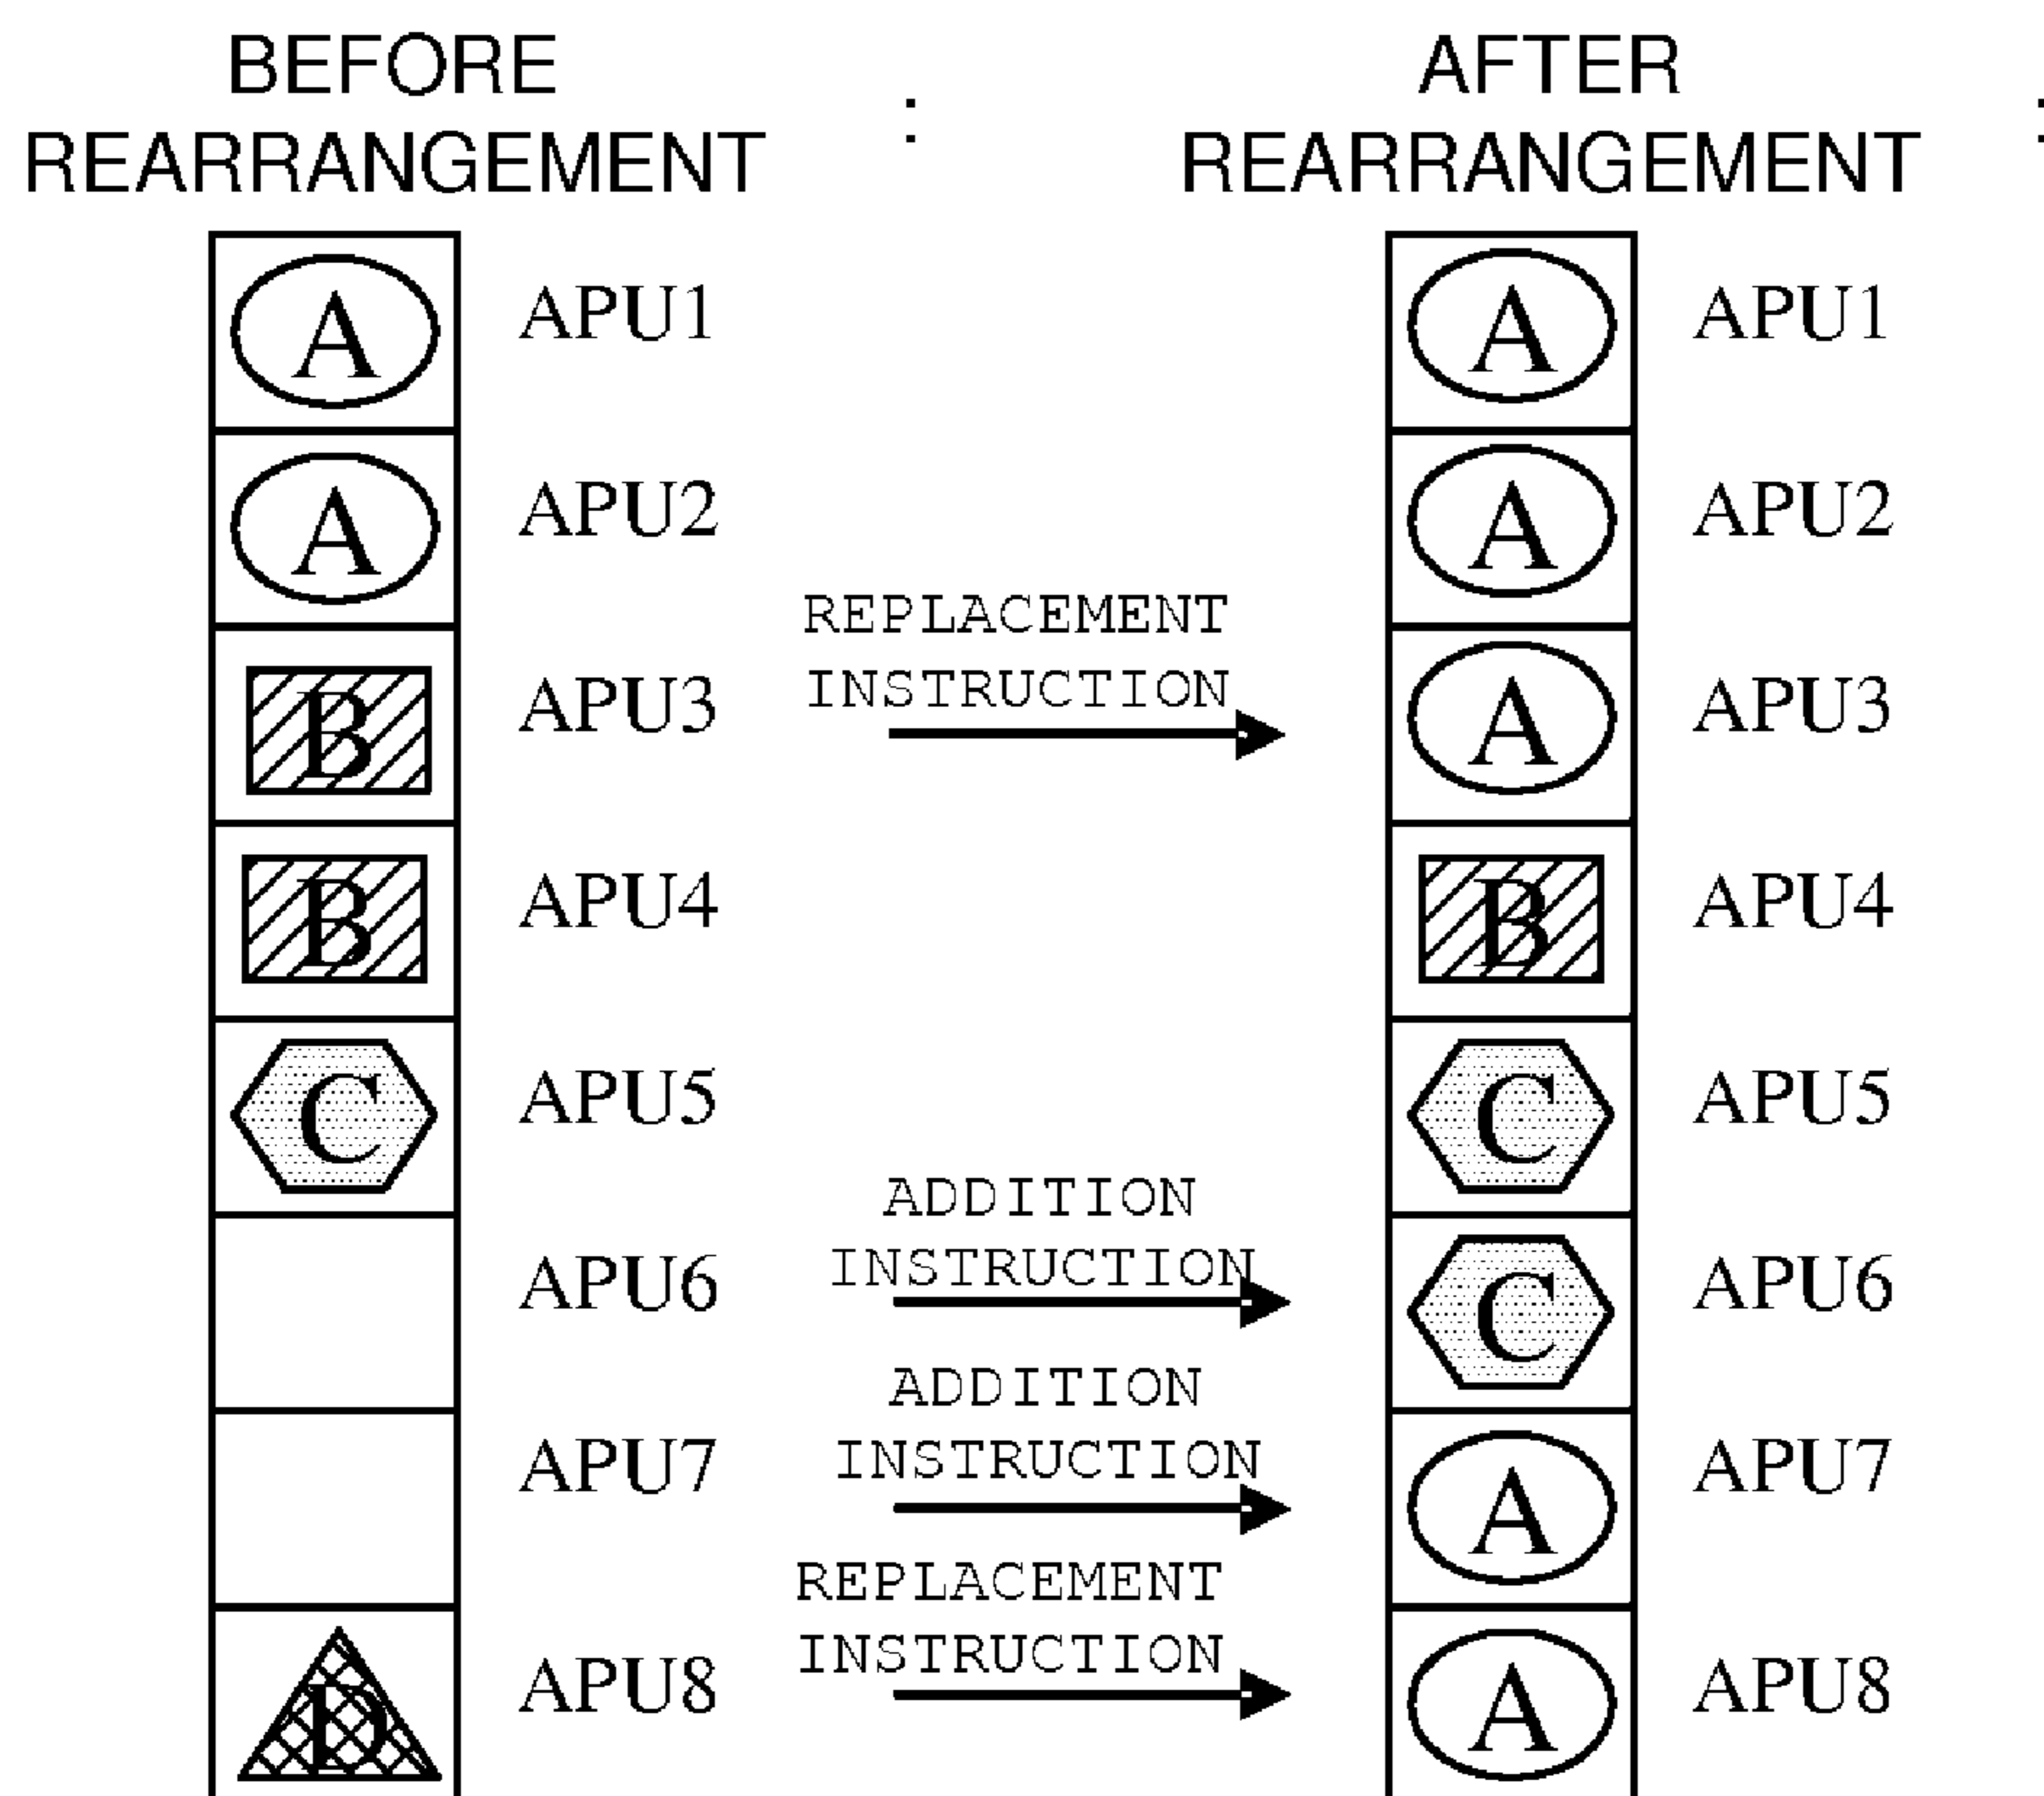 BEFORE
REARRANGEMENT
:
AFTER
REARRANGEMENT
:
A APU1 A APU1
A APU2 A APU2
REPLACEMENT
INSTRUCTION
B APU3 A APU3
B APU4 B APU4
C APU5 C APU5
ADDITION
INSTRUCTION
APU6 C APU6
ADDITION
INSTRUCTION
APU7 A APU7
REPLACEMENT
INSTRUCTION
D APU8 A APU8